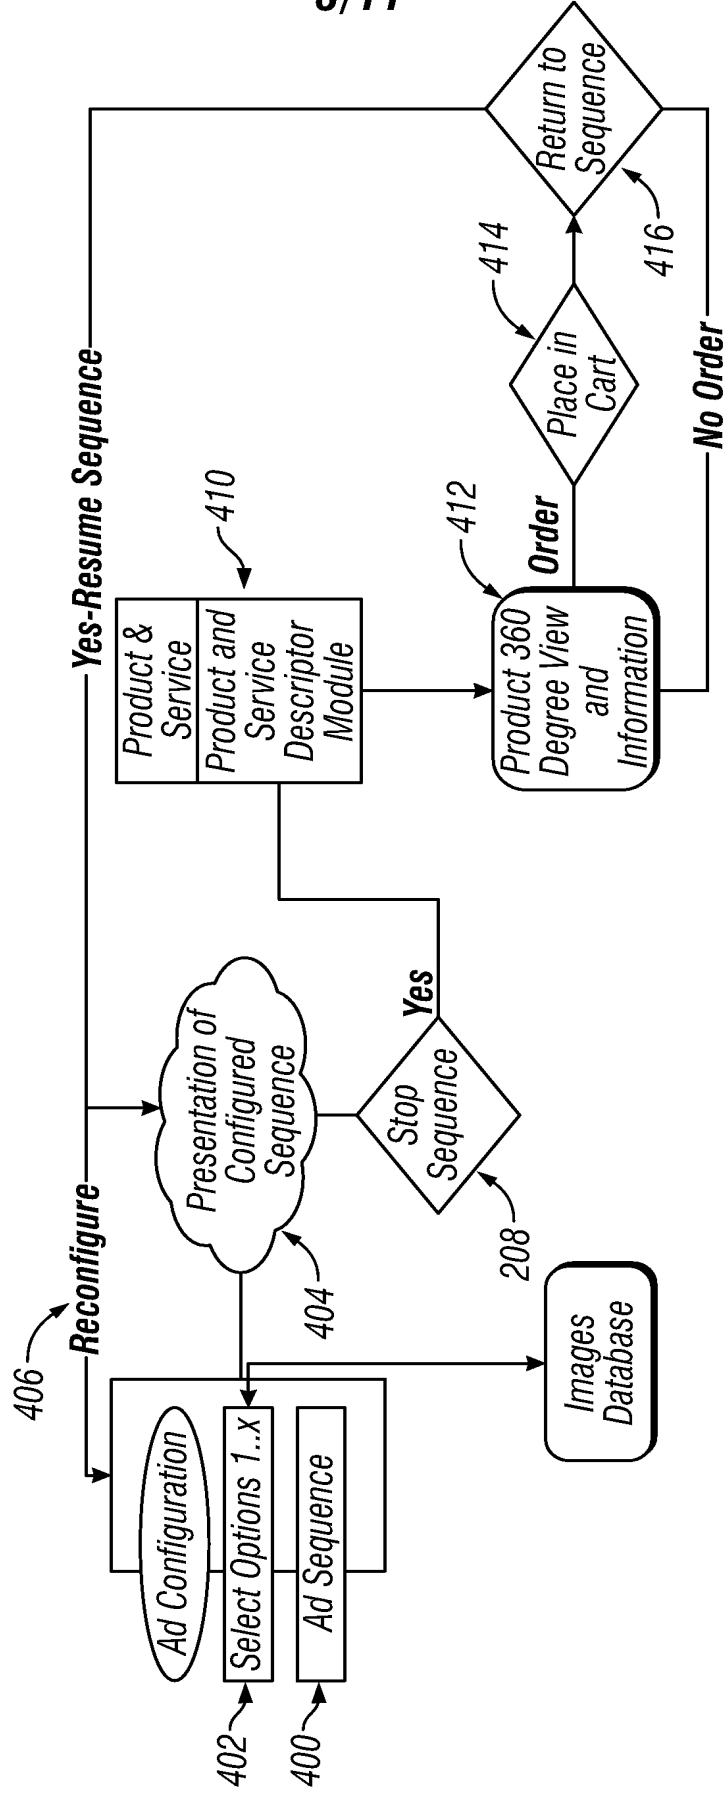 406
Reconfigure
Yes-Resume Sequence
Ad Configuration
Select Options 1..x
Ad Sequence
402
400
Presentation of
Configured
Sequence
404
Images
Database
Stop
Sequence
208
Yes
Product &
Service
Product and
Service
Descriptor
Module
410
Product 360
Degree View
and
Information
412
Order
Place in
Cart
414
Return to
Sequence
416
No Order